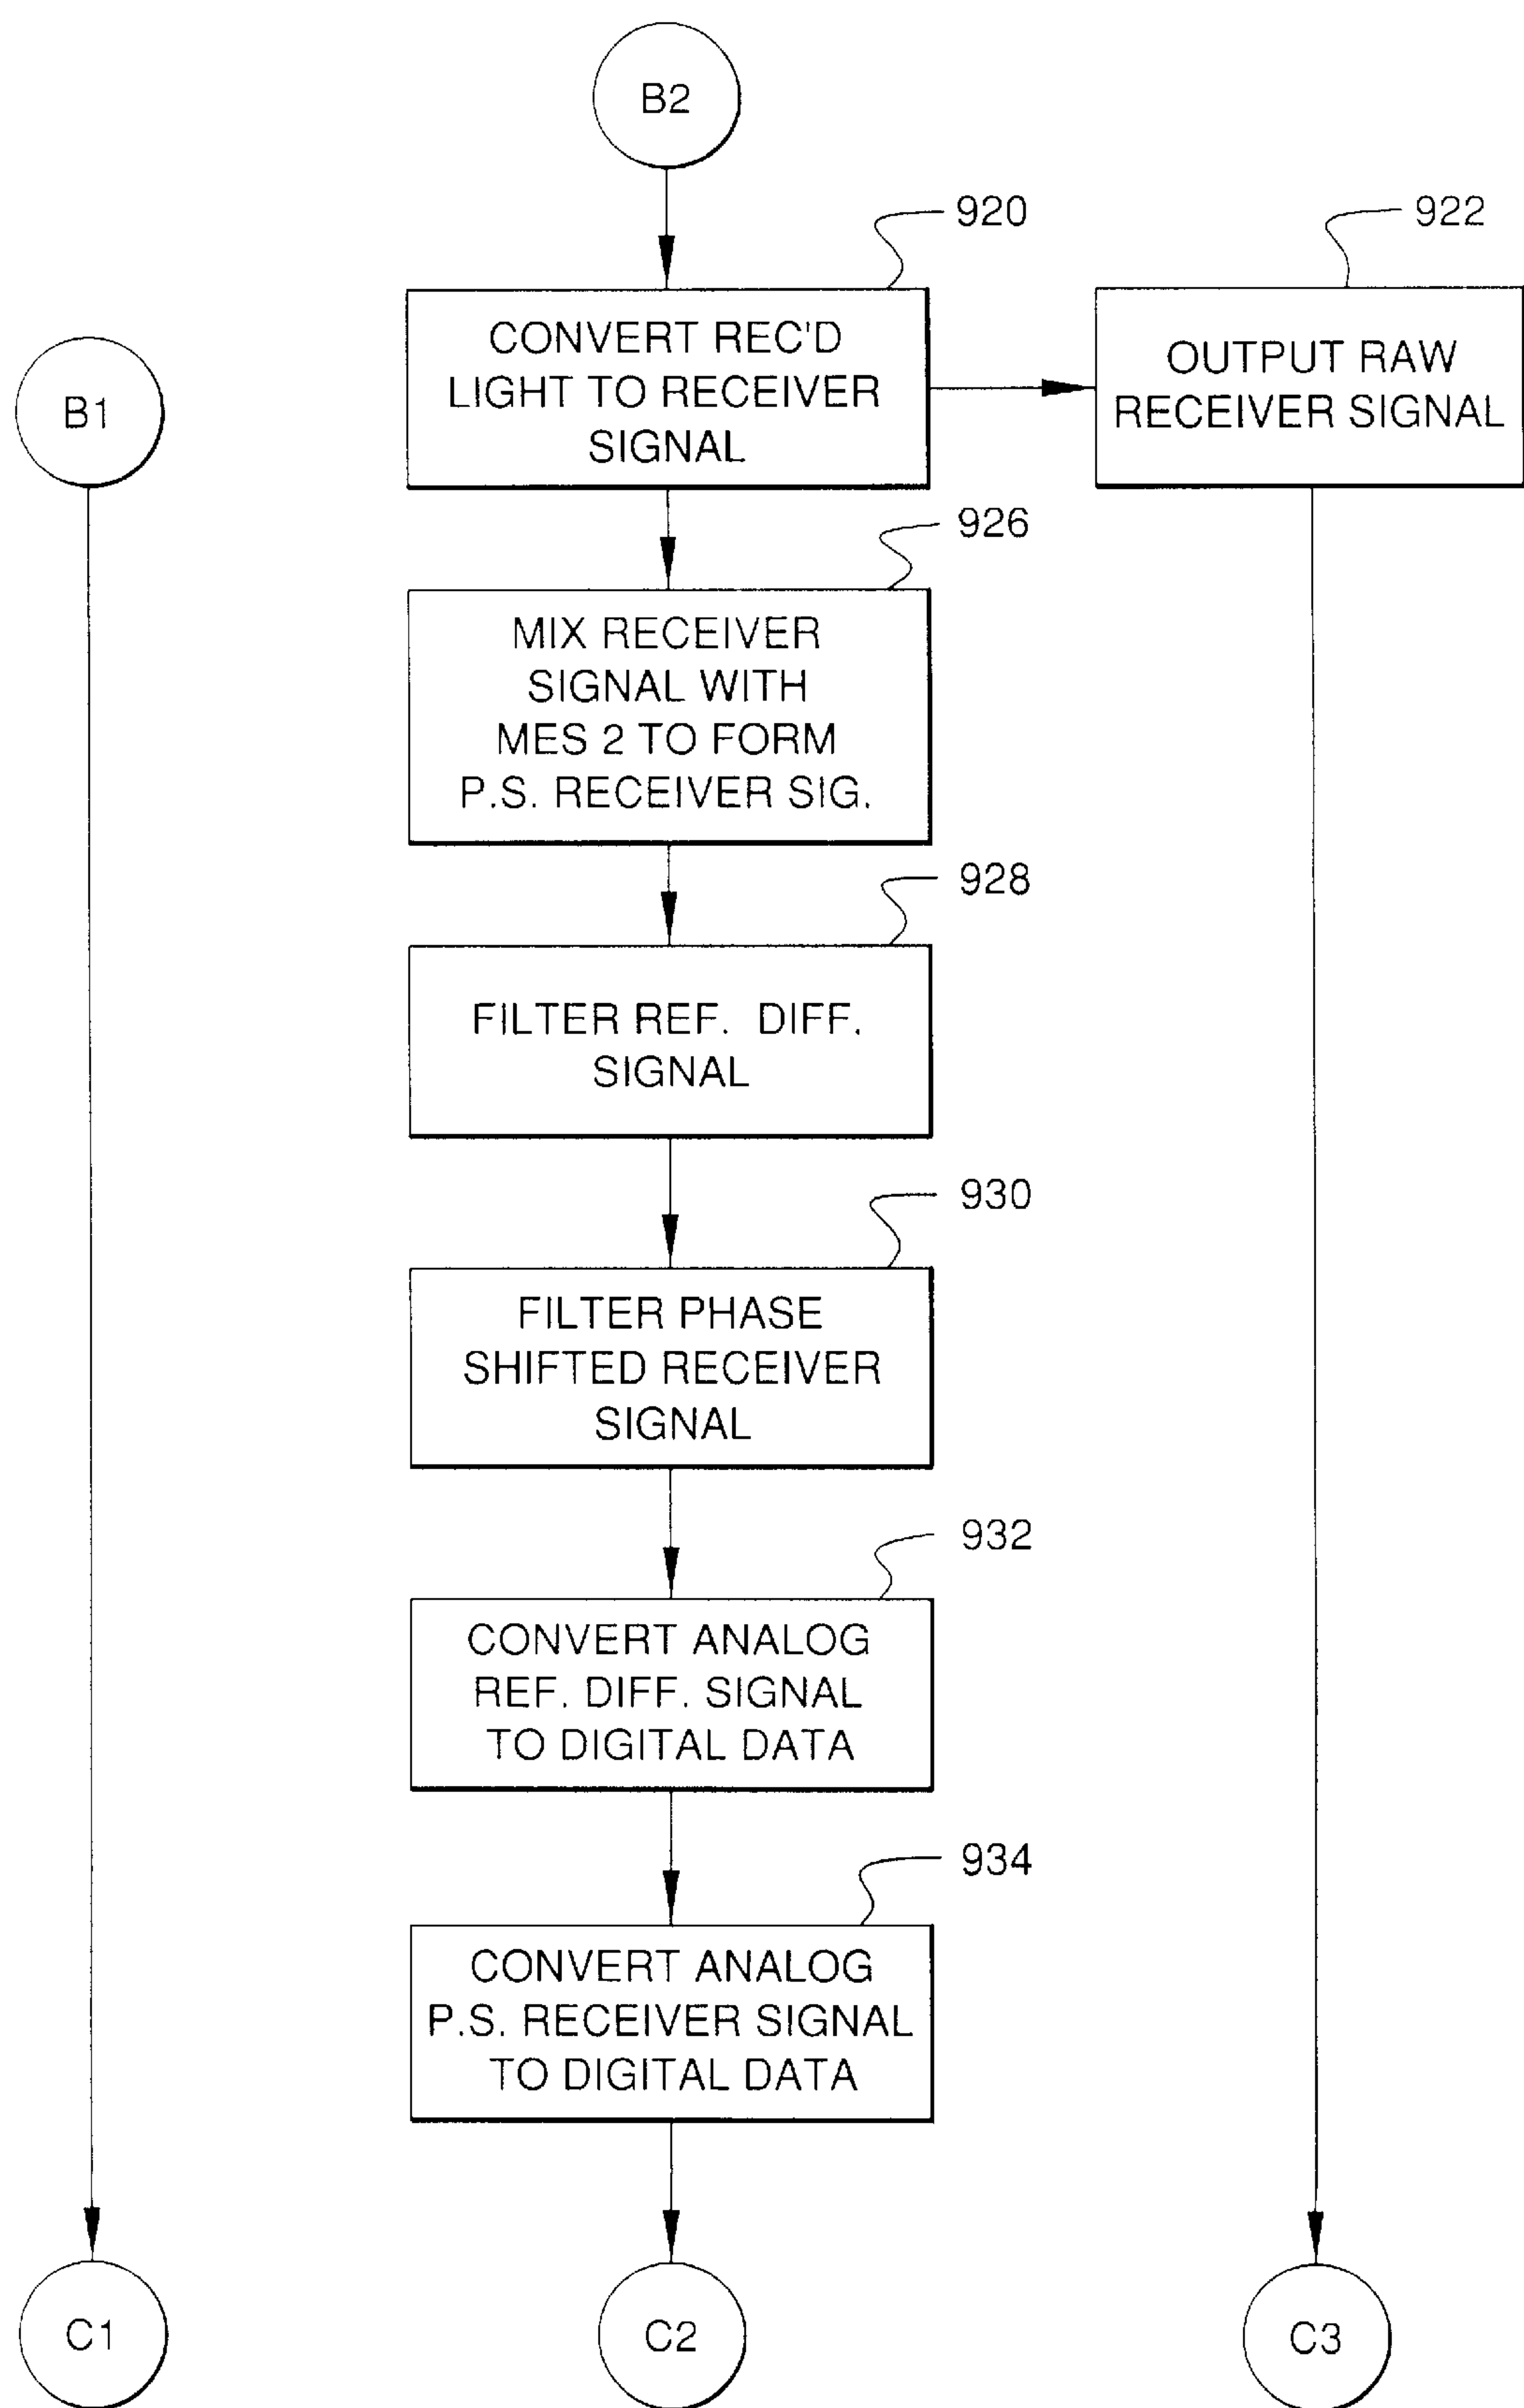 B2
920
922
CONVERT REC'D
LIGHT TO RECEIVER
SIGNAL
OUTPUT RAW
RECEIVER SIGNAL
B1
926
MIX RECEIVER
SIGNAL WITH
MES 2 TO FORM
P.S. RECEIVER SIG.
928
FILTER REF. DIFF.
SIGNAL
930
FILTER PHASE
SHIFTED RECEIVER
SIGNAL
932
CONVERT ANALOG
REF. DIFF. SIGNAL
TO DIGITAL DATA
934
CONVERT ANALOG
P.S. RECEIVER SIGNAL
TO DIGITAL DATA
C1
C2
C3